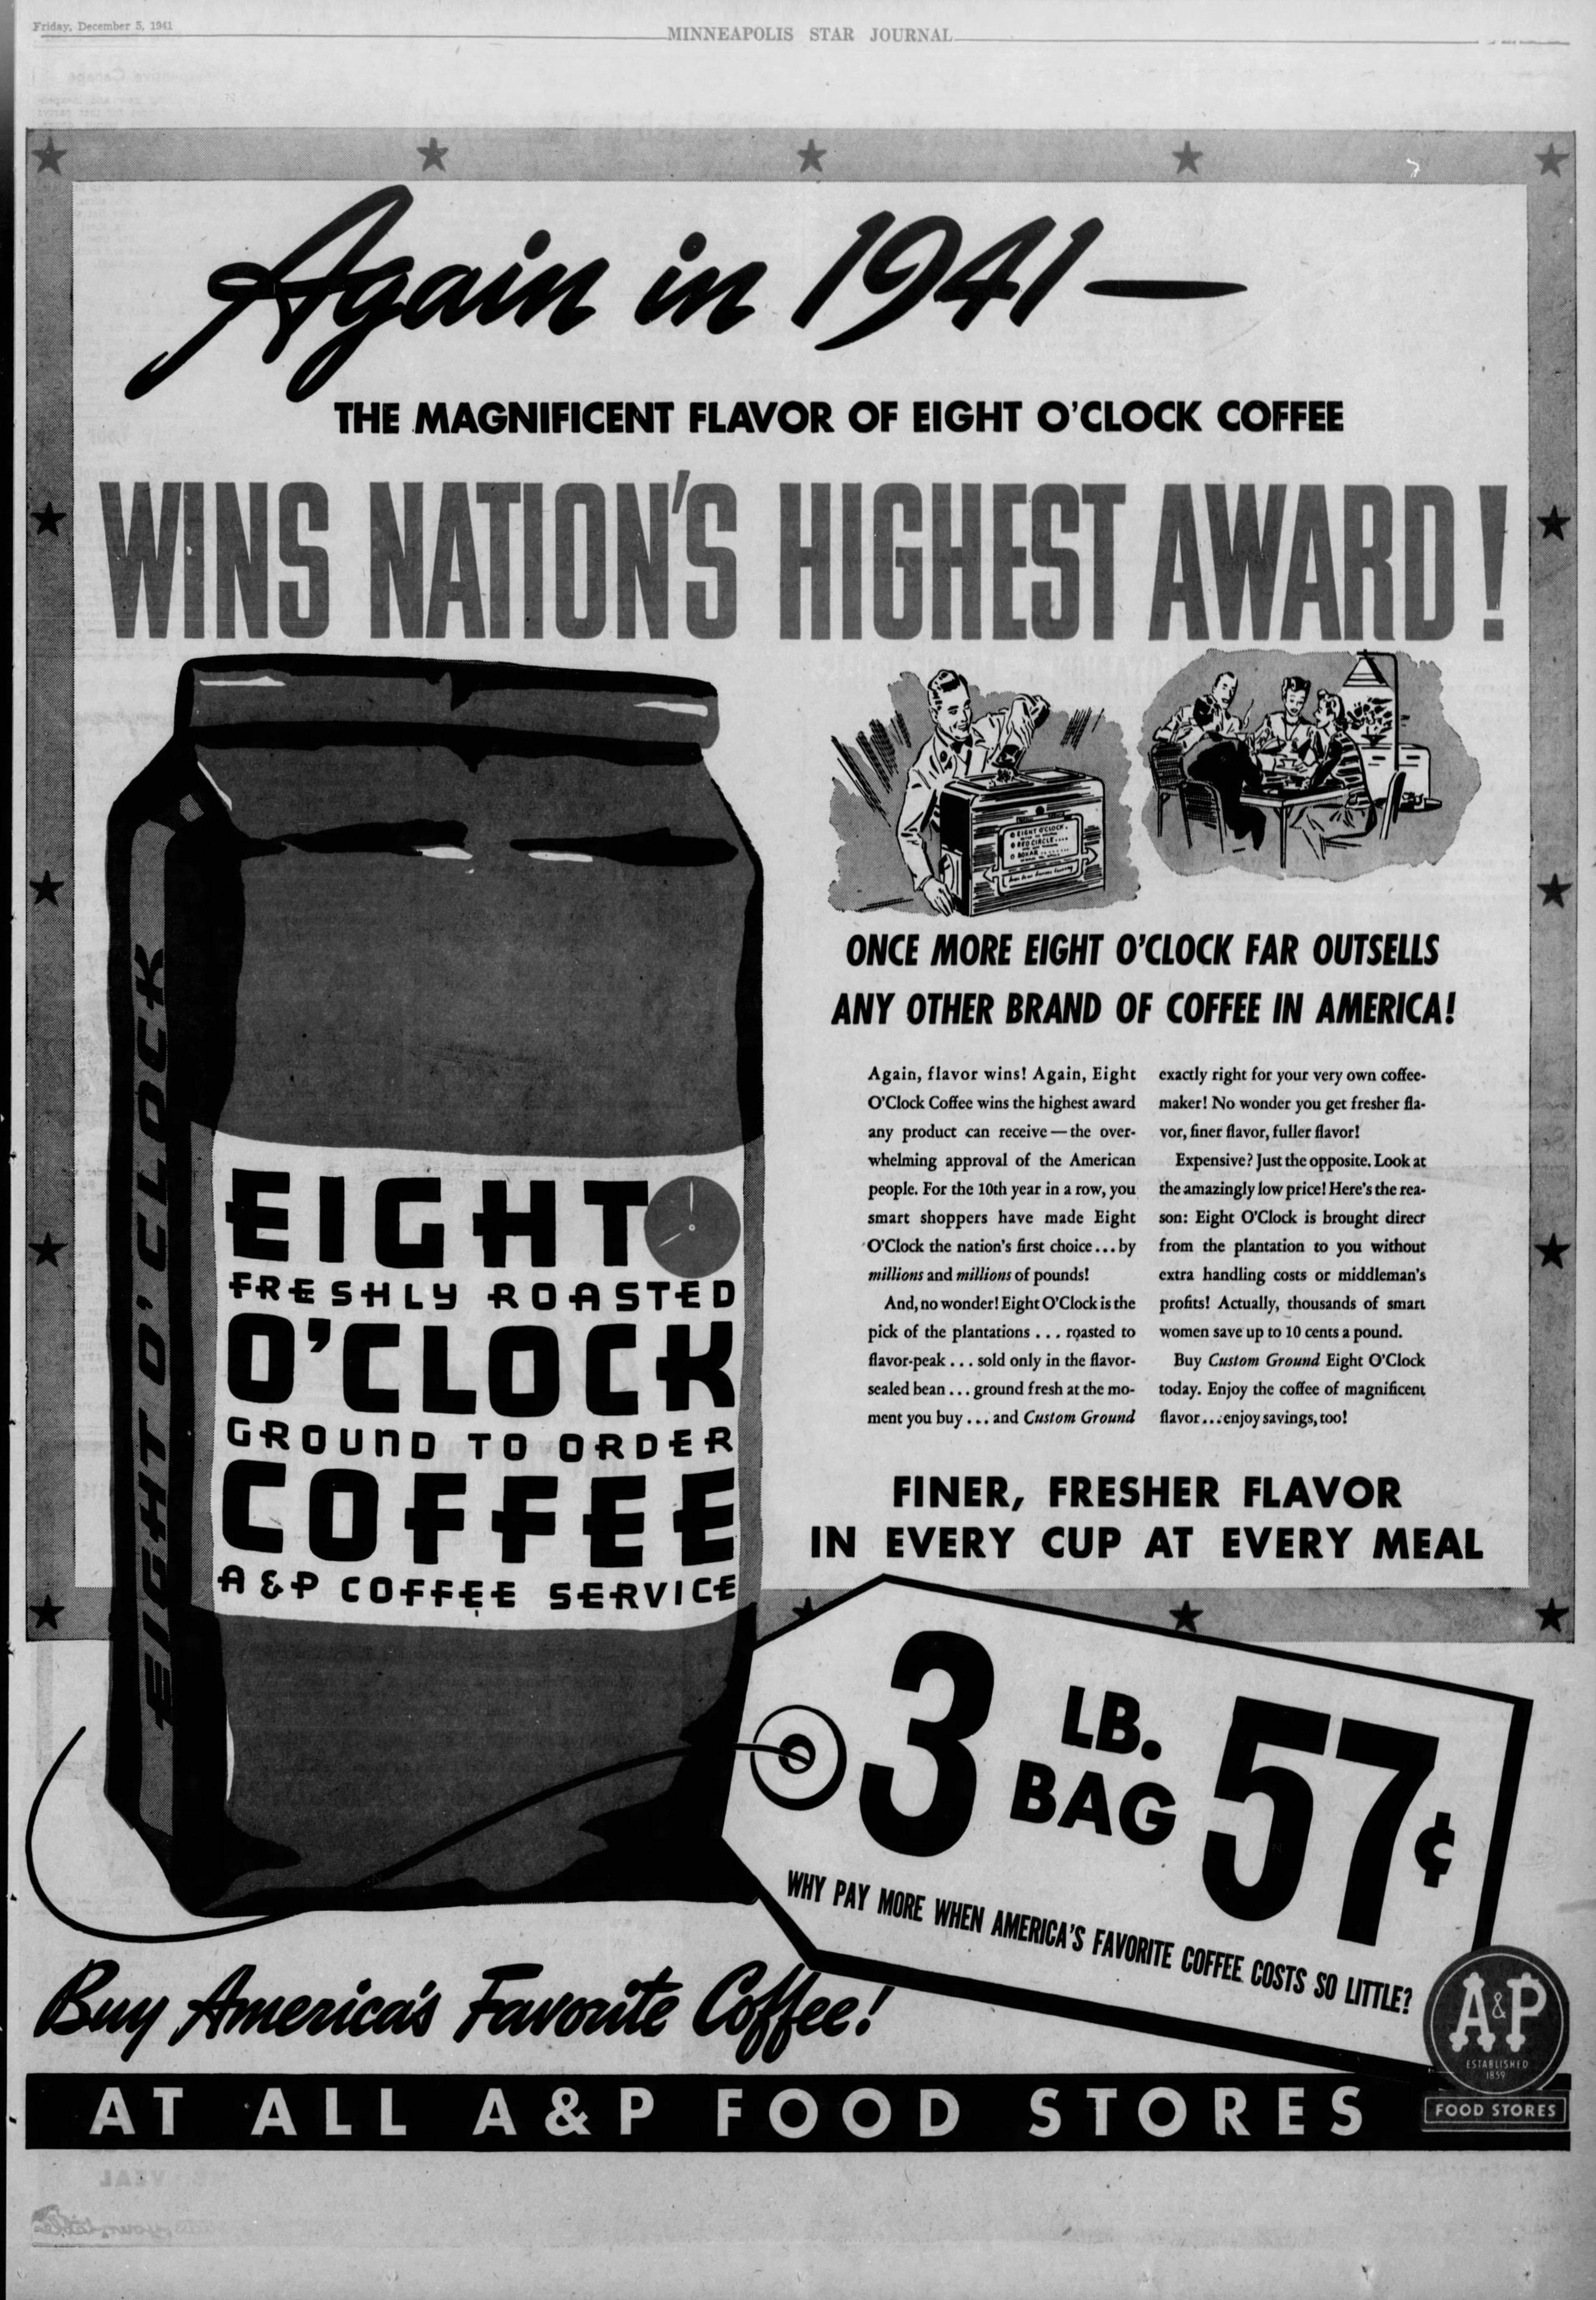 Friday, December 5, 1941
MINNEAPOLIS STAR JOURNAL
Again in 1941—
THE MAGNIFICENT FLAVOR OF EIGHT O'CLOCK COFFEE
WINS NATION'S HIGHEST AWARD!
EIGHT O'CLOCK
EIGHT
FRESHLY ROASTED
O'CLOCK
GROUND TO ORDER
COFFEE
A&P COFFEE SERVICE
EIGHT O'CLOCK
RED CIRCLE....
BOKAR
ONCE MORE EIGHT O'CLOCK FAR OUTSELLS
ANY OTHER BRAND OF COFFEE IN AMERICA!
Again, flavor wins! Again, Eight
O'Clock Coffee wins the highest award
any product can receive—the over-
whelming approval of the American
people. For the 10th year in a row, you
smart shoppers have made Eight
O'Clock the nation's first choice...by
millions and millions of pounds!
And, no wonder! Eight O'Clock is the
pick of the plantations ... roasted to
flavor-peak ... sold only in the flavor-
sealed bean ... ground fresh at the mo-
ment you buy ... and Custom Ground
exactly right for your very own coffee-
maker! No wonder you get fresher fla-
vor, finer flavor, fuller flavor!
Expensive? Just the opposite. Look at
the amazingly low price! Here's the rea-
son: Eight O'Clock is brought direct
from the plantation to you without
extra handling costs or middleman's
profits! Actually, thousands of smart
women save up to 10 cents a pound.
Buy Custom Ground Eight O'Clock
today. Enjoy the coffee of magnificent
flavor...enjoy savings, too!
FINER, FRESHER FLAVOR
IN EVERY CUP AT EVERY MEAL
3 LB. BAG 57¢
WHY PAY MORE WHEN AMERICA'S FAVORITE COFFEE COSTS SO LITTLE?
Buy America's Favorite Coffee!
A&P
ESTABLISHED
1859
FOOD STORES
AT ALL A&P FOOD STORES